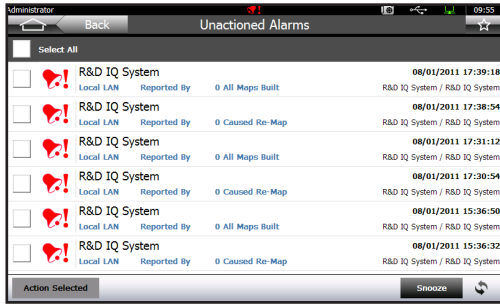 Administrator 09:55
Back Unactioned Alarms
Select All
R&D IQ System 08/01/2011 17:39:18
Local LAN Reported By 0 All Maps Built R&D IQ System / R&D IQ System
R&D IQ System 08/01/2011 17:38:54
Local LAN Reported By 0 Caused Re-Map R&D IQ System / R&D IQ System
R&D IQ System 08/01/2011 17:31:12
Local LAN Reported By 0 All Maps Built R&D IQ System / R&D IQ System
R&D IQ System 08/01/2011 17:30:54
Local LAN Reported By 0 Caused Re-Map R&D IQ System / R&D IQ System
R&D IQ System 08/01/2011 15:36:50
Local LAN Reported By 0 All Maps Built R&D IQ System / R&D IQ System
R&D IQ System 08/01/2011 15:36:32
Local LAN Reported By 0 Caused Re-Map R&D IQ System / R&D IQ System
Action Selected Snooze